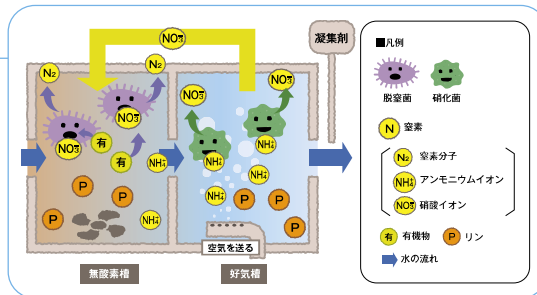 NO₃⁻
凝集剤
N₂
N₂
NO₃⁻
NO₃⁻
NO₃⁻
NO₃⁻
有
有
NH₄⁺
NH₄⁺
NH₄⁺
NH₄⁺
NH₄⁺
NH₄⁺
P
P
P
P
P
P
空気を送る
無酸素槽
好気槽
■凡例
脱窒菌
硝化菌
N 窒素
N₂ 窒素分子
NH₄⁺ アンモニウムイオン
NO₃⁻ 硝酸イオン
有 有機物
P リン
水の流れ